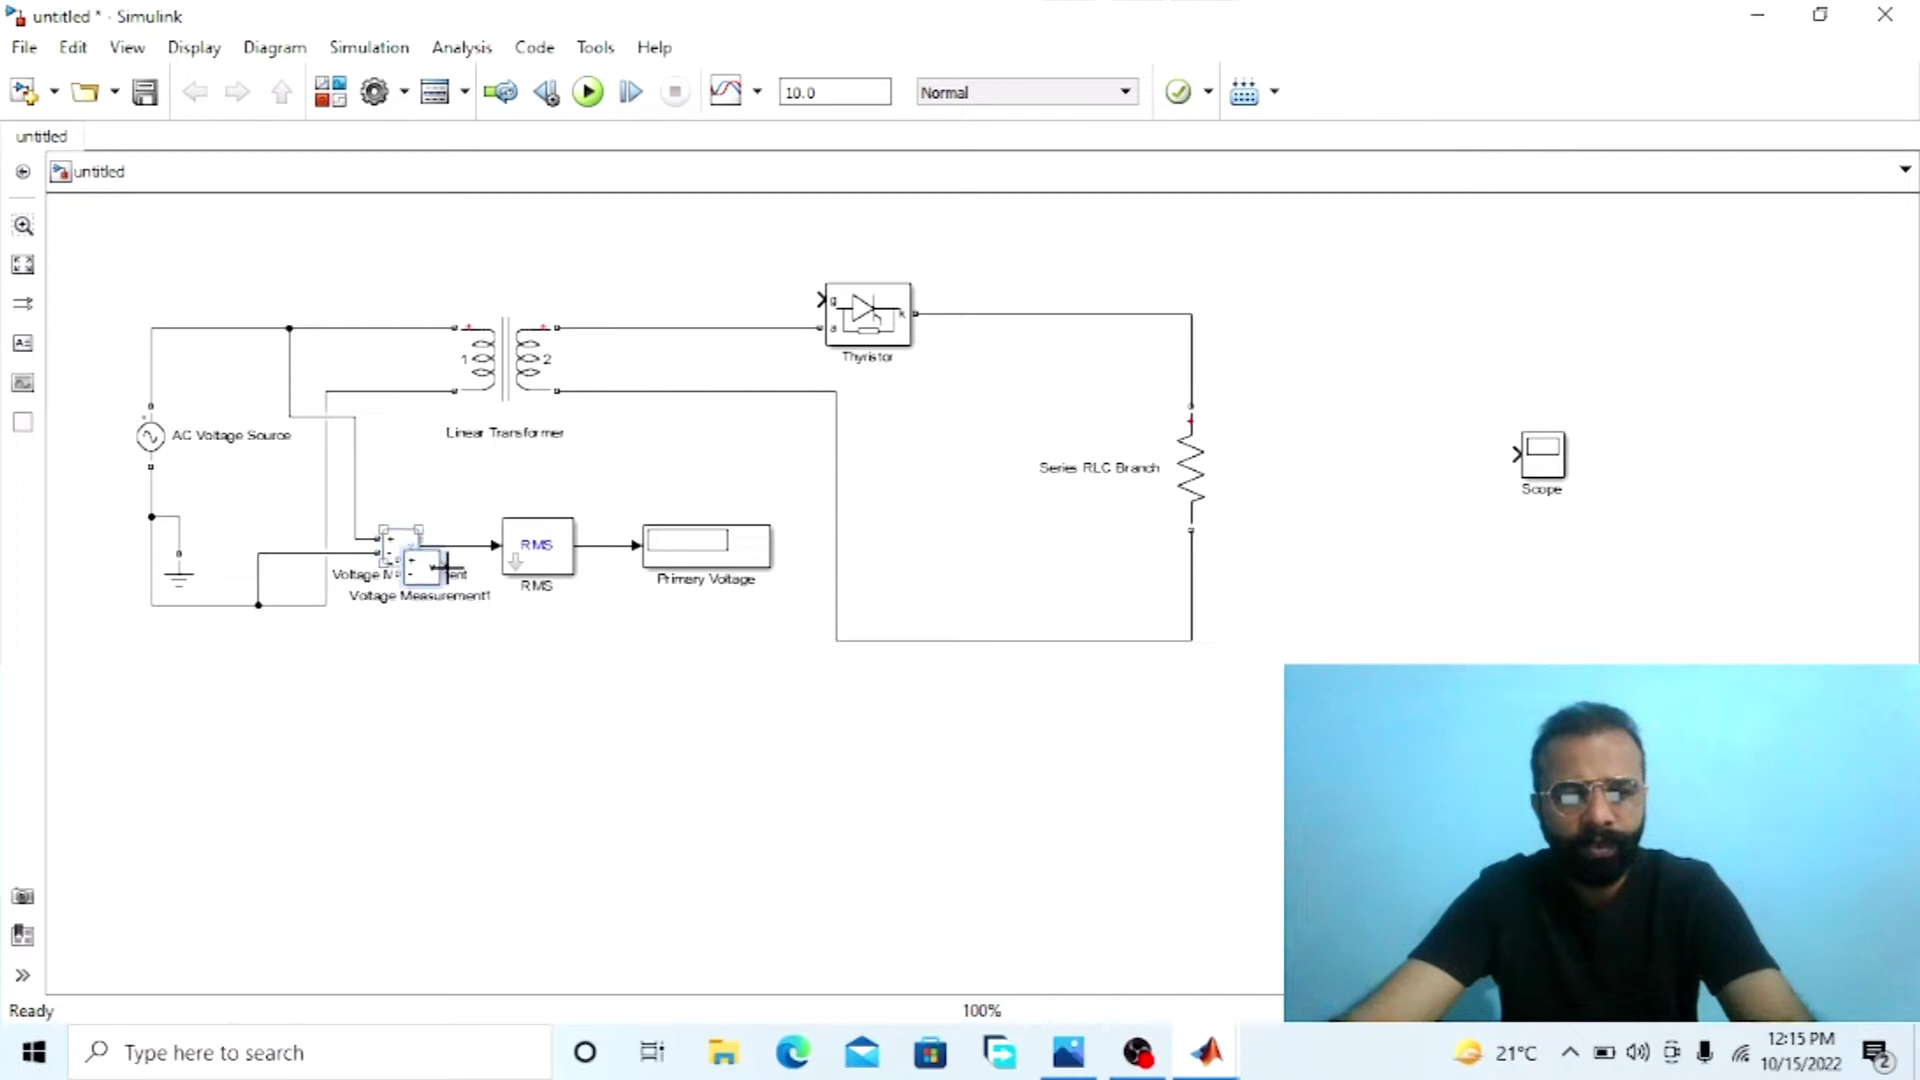 untitled * - Simulink
File Edit View Display Diagram Simulation Analysis Code Tools Help
10.0
Normal
untitled
untitled
g
a
k
Thyristor
1
2
AC Voltage Source
Linear Transformer
Series RLC Branch
Scope
RMS
RMS
Primary Voltage
Voltage Measurement1
Ready
100%
Type here to search
21°C
12:15 PM
10/15/2022
2